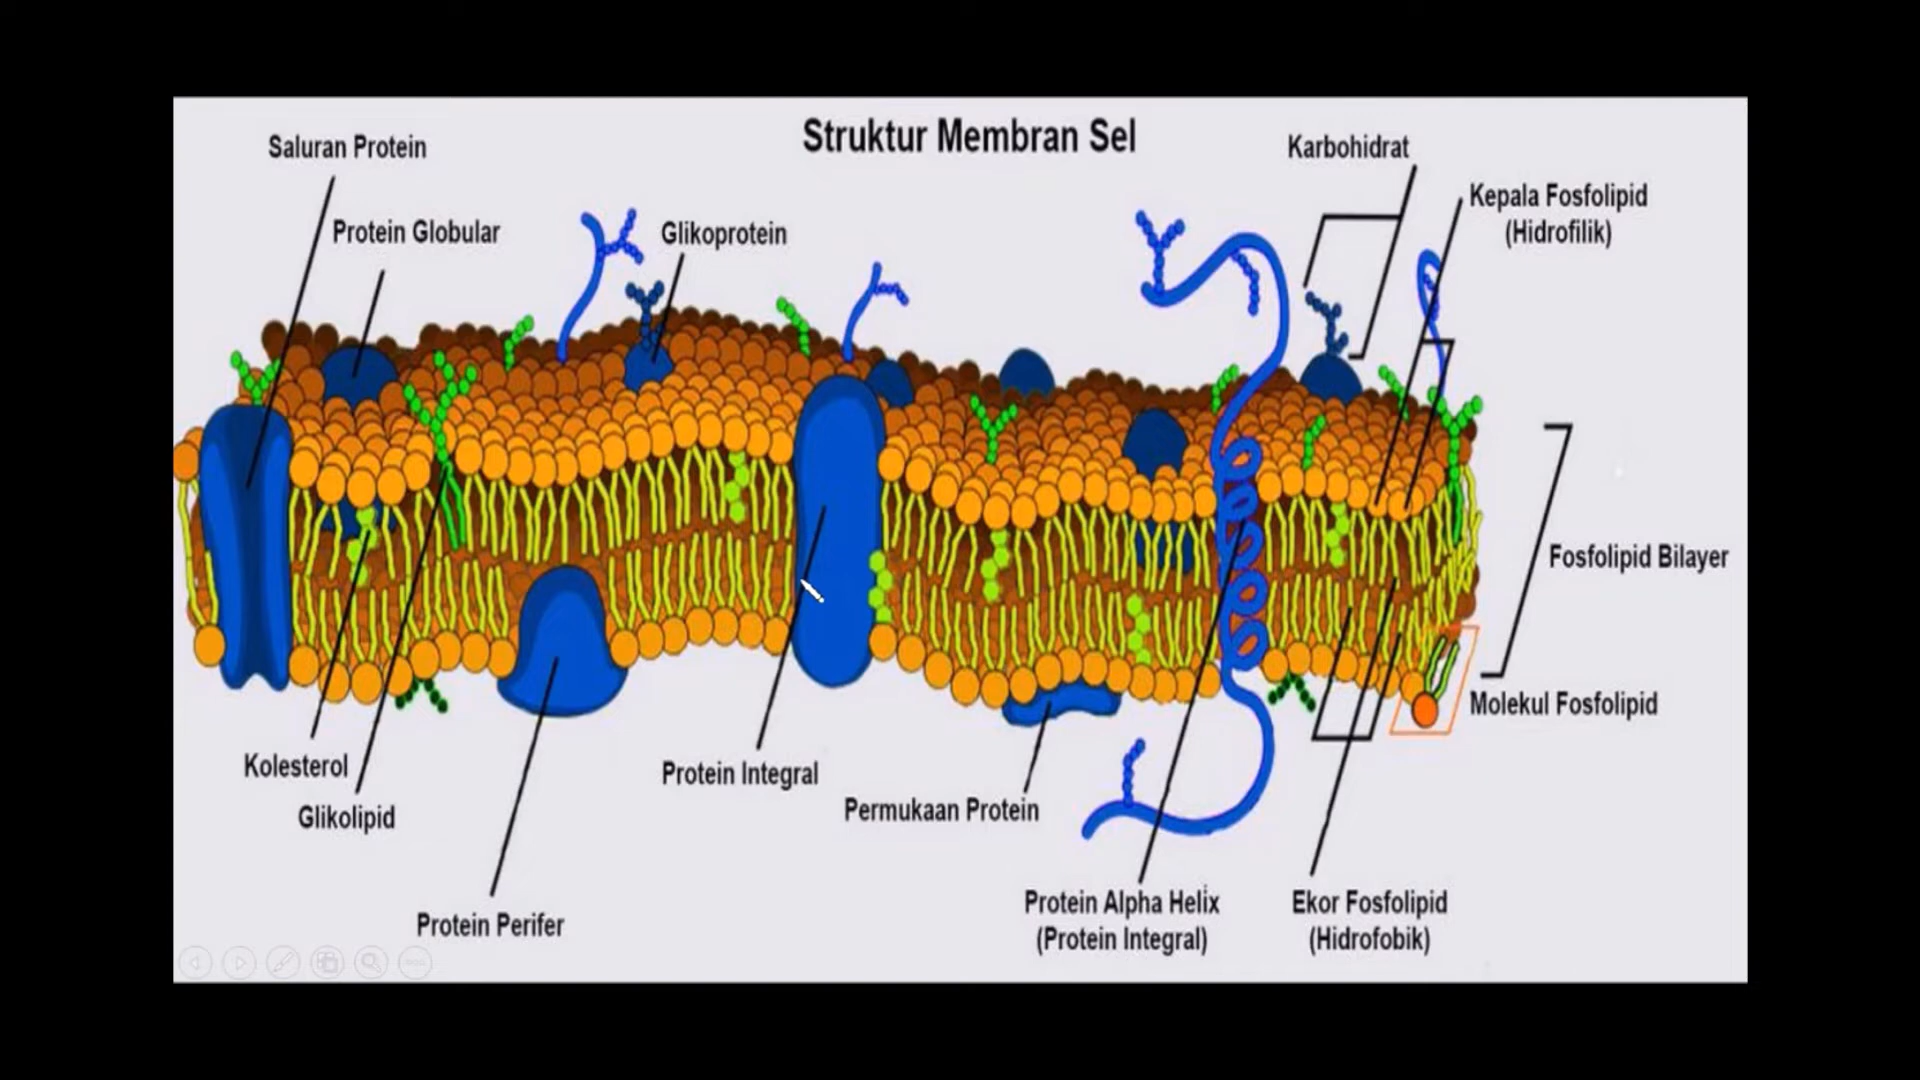 Struktur Membran Sel
Saluran Protein
Protein Globular
Glikoprotein
Karbohidrat
Kepala Fosfolipid
(Hidrofilik)
Fosfolipid Bilayer
Molekul Fosfolipid
Kolesterol
Glikolipid
Protein Integral
Permukaan Protein
Protein Perifer
Protein Alpha Helix
(Protein Integral)
Ekor Fosfolipid
(Hidrofobik)